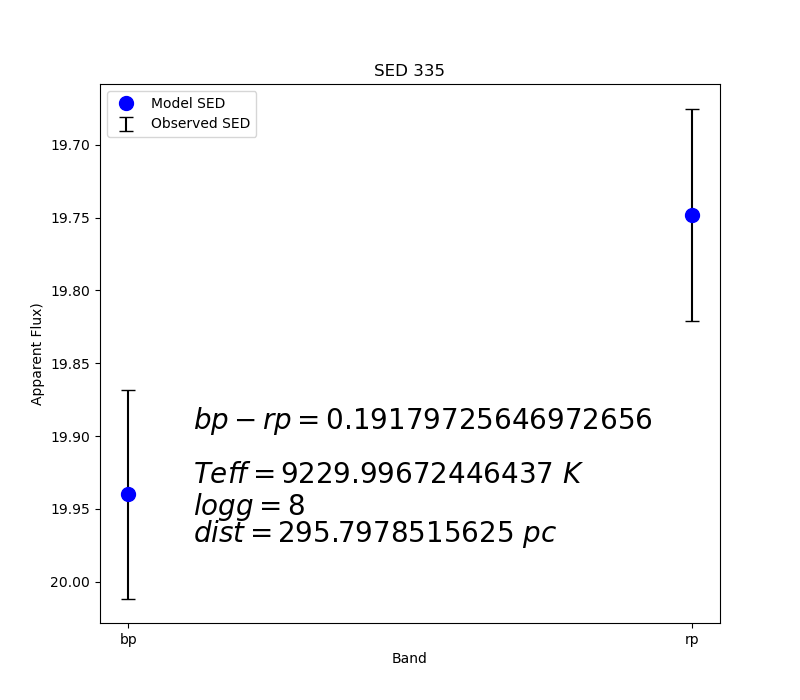 SED 335
Model SED
Observed SED
19.70
19.75
19.80
19.85
19.90
19.95
20.00
Apparent Flux)
bp − rp = 0.19179725646972656
Teff = 9229.99672446437 K
logg = 8
dist = 295.7978515625 pc
bp
rp
Band